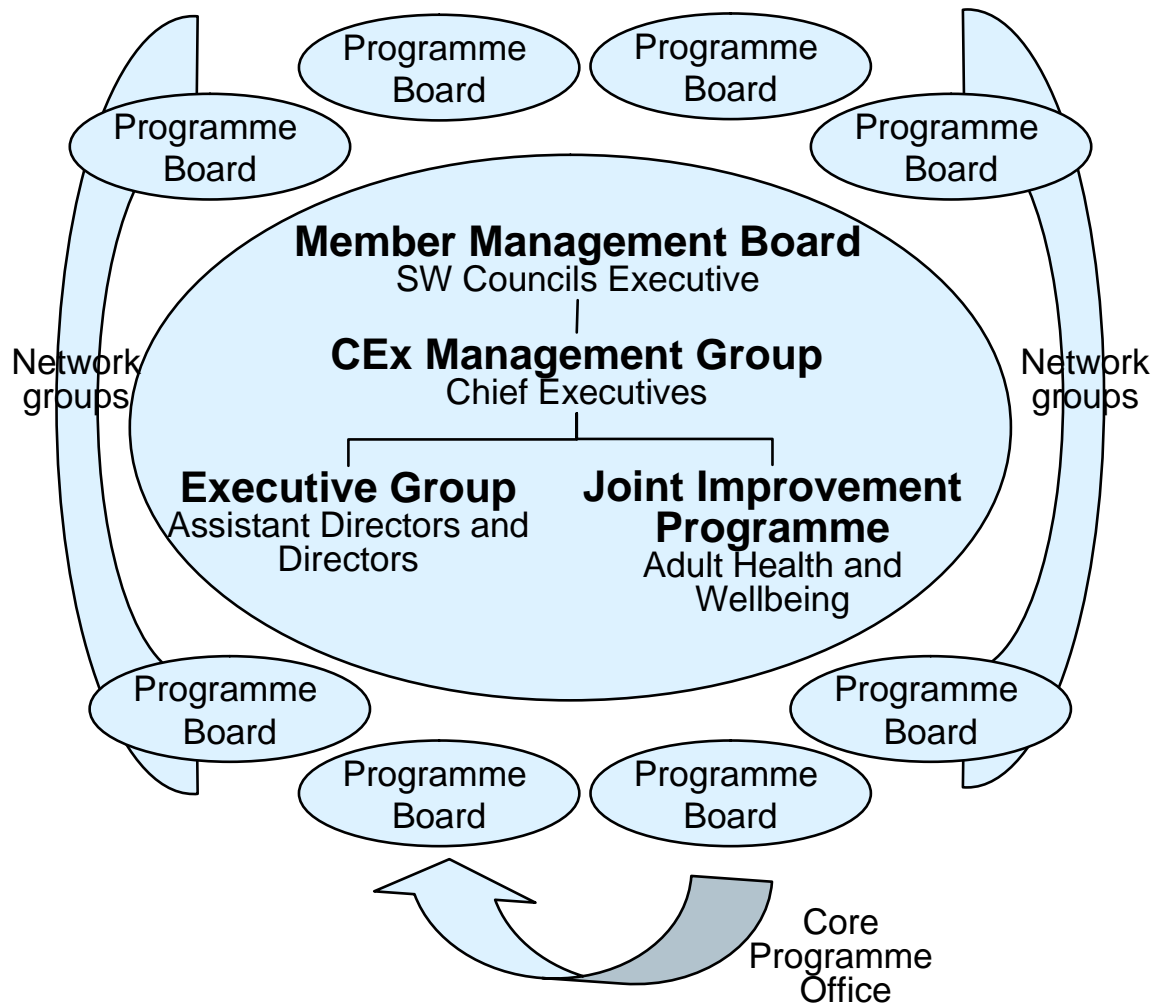 Programme
Board
Programme
Board
Programme
Board
Programme
Board
Member Management Board
SW Councils Executive
CEx Management Group
Chief Executives
Network
groups
Network
groups
Executive Group
Assistant Directors and
Directors
Joint Improvement
Programme
Adult Health and
Wellbeing
Programme
Board
Programme
Board
Programme
Board
Programme
Board
Core
Programme
Office